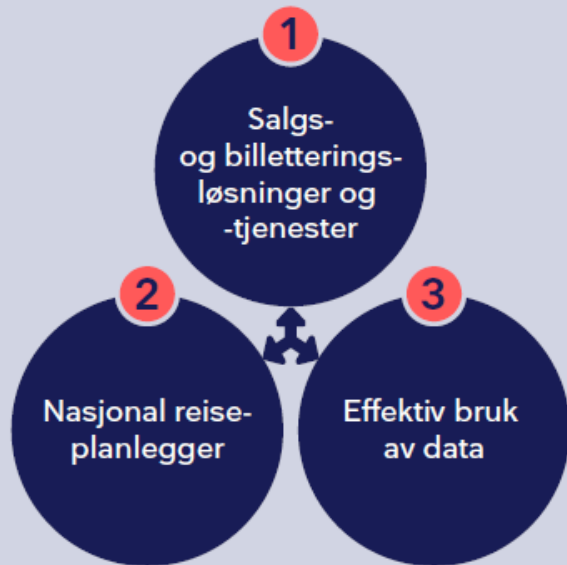 1
Salgs-
og billetterings-
løsninger og
-tjenester
2
Nasjonal reise-
planlegger
3
Effektiv bruk
av data